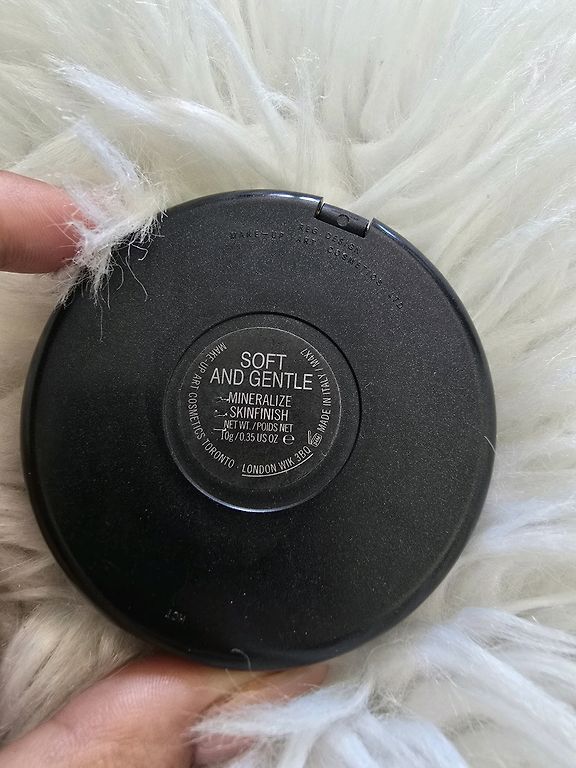 REG DESIGN
MAKE-UP ART COSMETICS LTD
SOFT
AND GENTLE
MINERALIZE
SKINFINISH
NET WT./POIDS NET
10g/0.35 US OZ ℮
MAKE-UP ART COSMETICS TORONTO · LONDON W1K 3BQ
MADE IN ITALY